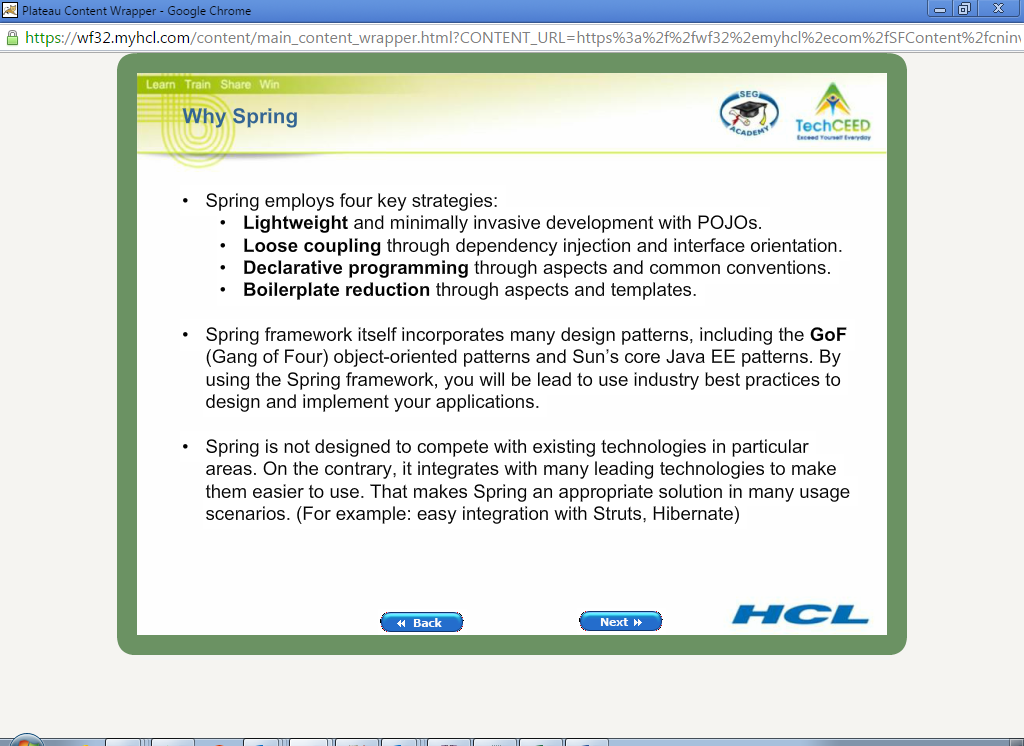 Plateau Content Wrapper - Google Chrome
https://wf32.myhcl.com/content/main_content_wrapper.html?CONTENT_URL=https%3a%2f%2fwf32%2emyhcl%2ecom%2fSFContent%2fcninv
Learn Train Share Win
Why Spring
SEG
ACADEMY
TechCEED
Exceed Yourself Everyday
• Spring employs four key strategies:
• Lightweight and minimally invasive development with POJOs.
• Loose coupling through dependency injection and interface orientation.
• Declarative programming through aspects and common conventions.
• Boilerplate reduction through aspects and templates.
• Spring framework itself incorporates many design patterns, including the GoF
(Gang of Four) object-oriented patterns and Sun's core Java EE patterns. By
using the Spring framework, you will be lead to use industry best practices to
design and implement your applications.
• Spring is not designed to compete with existing technologies in particular
areas. On the contrary, it integrates with many leading technologies to make
them easier to use. That makes Spring an appropriate solution in many usage
scenarios. (For example: easy integration with Struts, Hibernate)
Back
Next
HCL